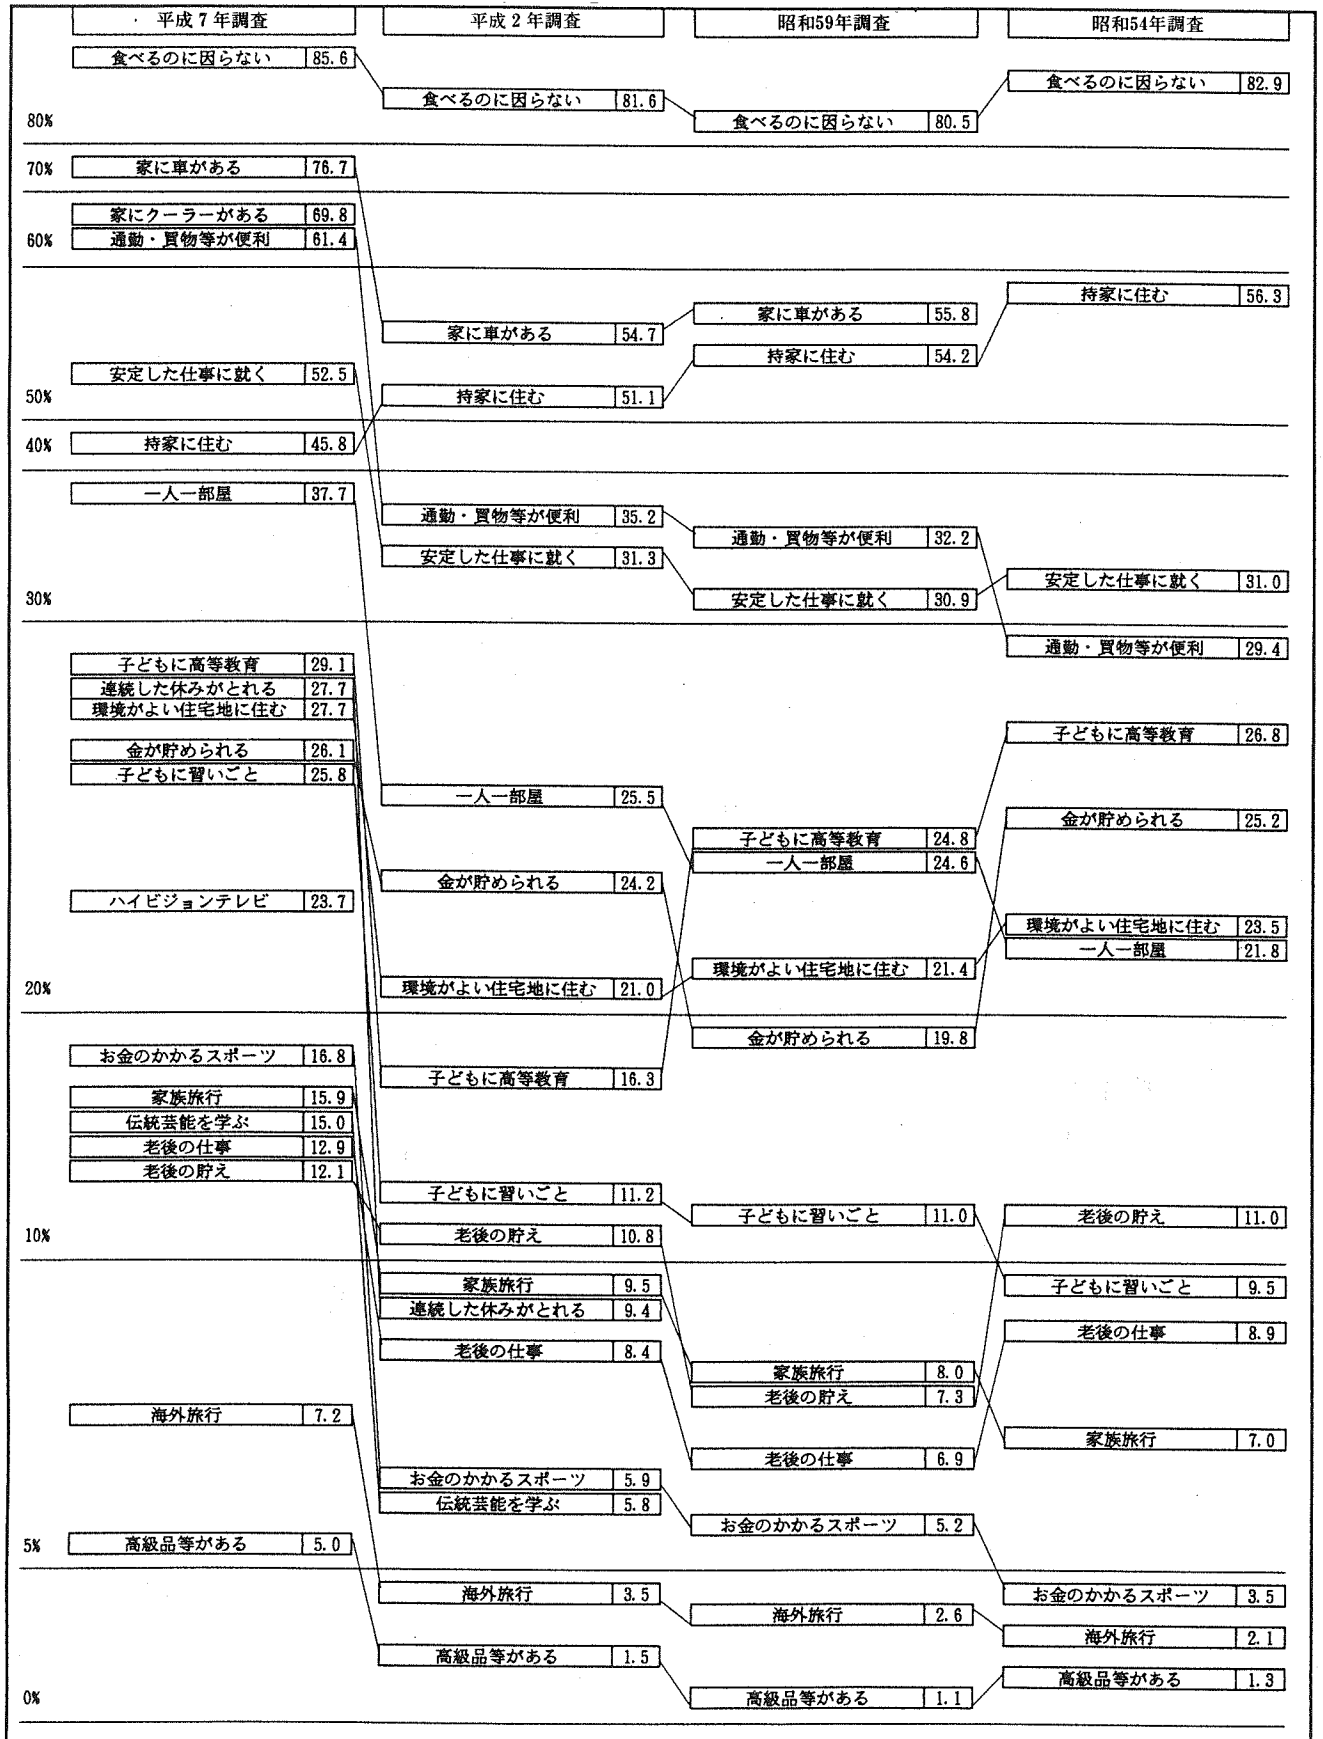 平成7年調査 平成2年調査 昭和59年調査 昭和54年調査
食べるのに困らない 85.6
食べるのに困らない 82.9
食べるのに困らない 81.6
80% 食べるのに困らない 80.5
70% 家に車がある 76.7
家にクーラーがある 69.8
60% 通勤・買物等が便利 61.4
持家に住む 56.3
家に車がある 55.8
家に車がある 54.7
持家に住む 54.2
安定した仕事に就く 52.5
50% 持家に住む 51.1
40% 持家に住む 45.8
一人一部屋 37.7
通勤・買物等が便利 35.2
通勤・買物等が便利 32.2
安定した仕事に就く 31.3
安定した仕事に就く 31.0
30% 安定した仕事に就く 30.9
通勤・買物等が便利 29.4
子どもに高等教育 29.1
連続した休みがとれる 27.7
環境がよい住宅地に住む 27.7
子どもに高等教育 26.8
金が貯められる 26.1
子どもに習いごと 25.8
一人一部屋 25.5
金が貯められる 25.2
子どもに高等教育 24.8
一人一部屋 24.6
金が貯められる 24.2
ハイビジョンテレビ 23.7
環境がよい住宅地に住む 23.5
一人一部屋 21.8
環境がよい住宅地に住む 21.4
20% 環境がよい住宅地に住む 21.0
金が貯められる 19.8
お金のかかるスポーツ 16.8
子どもに高等教育 16.3
家族旅行 15.9
伝統芸能を学ぶ 15.0
老後の仕事 12.9
老後の貯え 12.1
子どもに習いごと 11.2
子どもに習いごと 11.0 老後の貯え 11.0
10% 老後の貯え 10.8
家族旅行 9.5 子どもに習いごと 9.5
連続した休みがとれる 9.4
老後の仕事 8.9
老後の仕事 8.4
家族旅行 8.0
老後の貯え 7.3
海外旅行 7.2
家族旅行 7.0
老後の仕事 6.9
お金のかかるスポーツ 5.9
伝統芸能を学ぶ 5.8
お金のかかるスポーツ 5.2
5% 高級品等がある 5.0
海外旅行 3.5 お金のかかるスポーツ 3.5
海外旅行 2.6
海外旅行 2.1
高級品等がある 1.5
高級品等がある 1.3
0% 高級品等がある 1.1